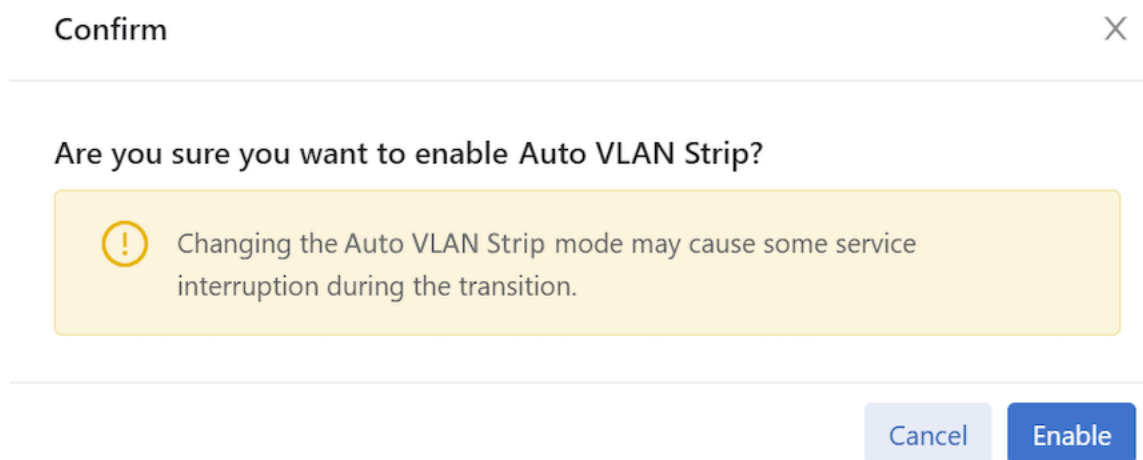 Confirm
Are you sure you want to enable Auto VLAN Strip?
Changing the Auto VLAN Strip mode may cause some service
interruption during the transition.
Cancel Enable